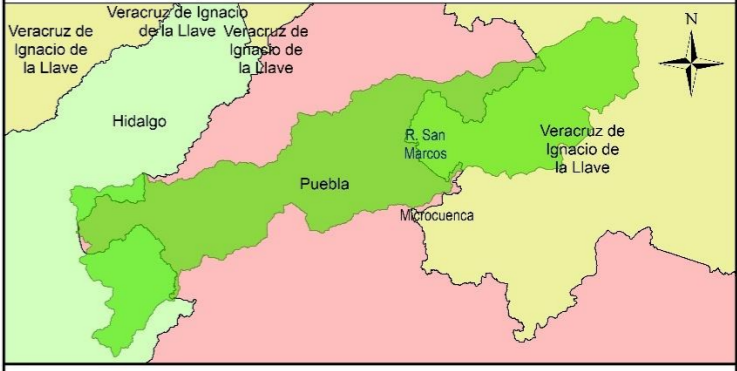 Veracruz de
Ignacio de
la Llave
Veracruz de Ignacio
de la Llave
Veracruz de
Ignacio de
la Llave
N
Hidalgo
R. San
Marcos
Veracruz de
Ignacio de
la Llave
Puebla
Microcuenca